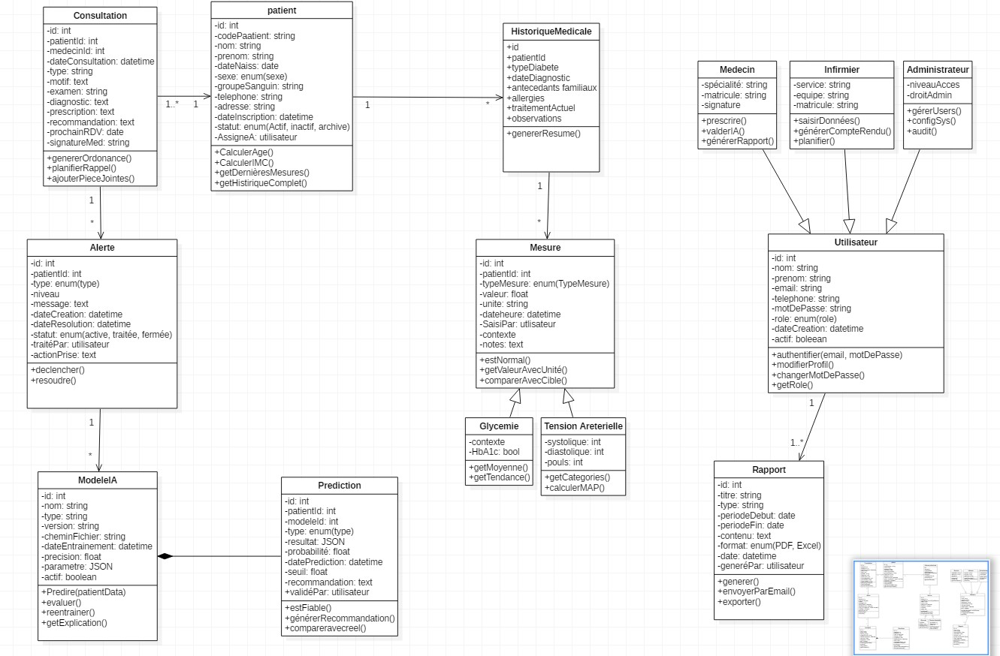 Consultation
-id: int
-patientId: int
-medecinId: int
-dateConsultation: datetime
-type: string
-motif: text
-examen: string
-diagnostic: text
-prescription: text
-recommandation: text
-prochainRDV: date
-signatureMed: string
+genererOrdonance()
+planifierRappel()
+ajouterPieceJointes()
1..*
1
patient
-id: int
-codePaatient: string
-nom: string
-prenom: string
-dateNaiss: date
-sexe: enum(sexe)
-groupeSanguin: string
-telephone: string
-adresse: string
-dateInscription: datetime
-statut: enum(Actif, inactif, archive)
-AssigneA: utilisateur
+CalculerAge()
+CalculerIMC()
+getDernièresMesures()
+getHistiriqueComplet()
1
*
HistoriqueMedicale
+id
+patientId
+typeDiabete
+dateDiagnostic
+antecedants familiaux
+allergies
+traitementActuel
+observations
+genererResume()
Medecin
-spécialité: string
-matricule: string
-signature
+prescrire()
+validerIA()
+générerRapport()
Infirmier
-service: string
-equipe: string
-matricule: string
+saisirDonnées()
+générerCompteRendu()
+planifier()
Administrateur
-niveauAcces
-droitAdmin
+gérerUsers()
+configSys()
+audit()
1
*
1
*
Alerte
-id: int
-patientId: int
-type: enum(type)
-niveau
-message: text
-dateCreation: datetime
-dateResolution: datetime
-statut: enum(active, traitée, fermée)
-traitéPar: utilisateur
-actionPrise: text
+declencher()
+resoudre()
Mesure
-id: int
-patientId: int
-typeMesure: enum(TypeMesure)
-valeur: float
-unite: string
-dateheure: datetime
-SaisiPar: utlisateur
-contexte
-notes: text
+estNormal()
+getValeurAvecUnité()
+comparerAvecCible()
Utilisateur
-id: int
-nom: string
-prenom: string
-email: string
-telephone: string
-motDePasse: string
-role: enum(role)
-dateCreation: datetime
-actif: boleean
+authentifier(email, motDePasse)
+modifierProfil()
+changerMotDePasse()
+getRole()
1
*
1
1..*
Glycemie
-contexte
-HbA1c: bool
+getMoyenne()
+getTendance()
Tension Areterielle
-systolique: int
-diastolique: int
-pouls: int
+getCategories()
+calculerMAP()
ModeleIA
-id: int
-nom: string
-type: string
-version: string
-cheminFichier: string
-dateEntrainement: datetime
-precision: float
-parametre: JSON
-actif: boolean
+Predire(patientData)
+evaluer()
+reentrainer()
+getExplication()
Prediction
-id: int
-patientId: int
-modeleId: int
-type: enum(type)
-resultat: JSON
-probabilité: float
-datePrediction: datetime
-seuil: float
-recommandation: text
+validéPar: utilisateur
+estFiable()
+générerRecommandation()
+compareravecreel()
Rapport
-id: int
-titre: string
-type: string
-periodeDebut: date
-periodeFin: date
-contenu: text
-format: enum(PDF, Excel)
-date: datetime
-generéPar: utilisateur
+generer()
+envoyerParEmail()
+exporter()